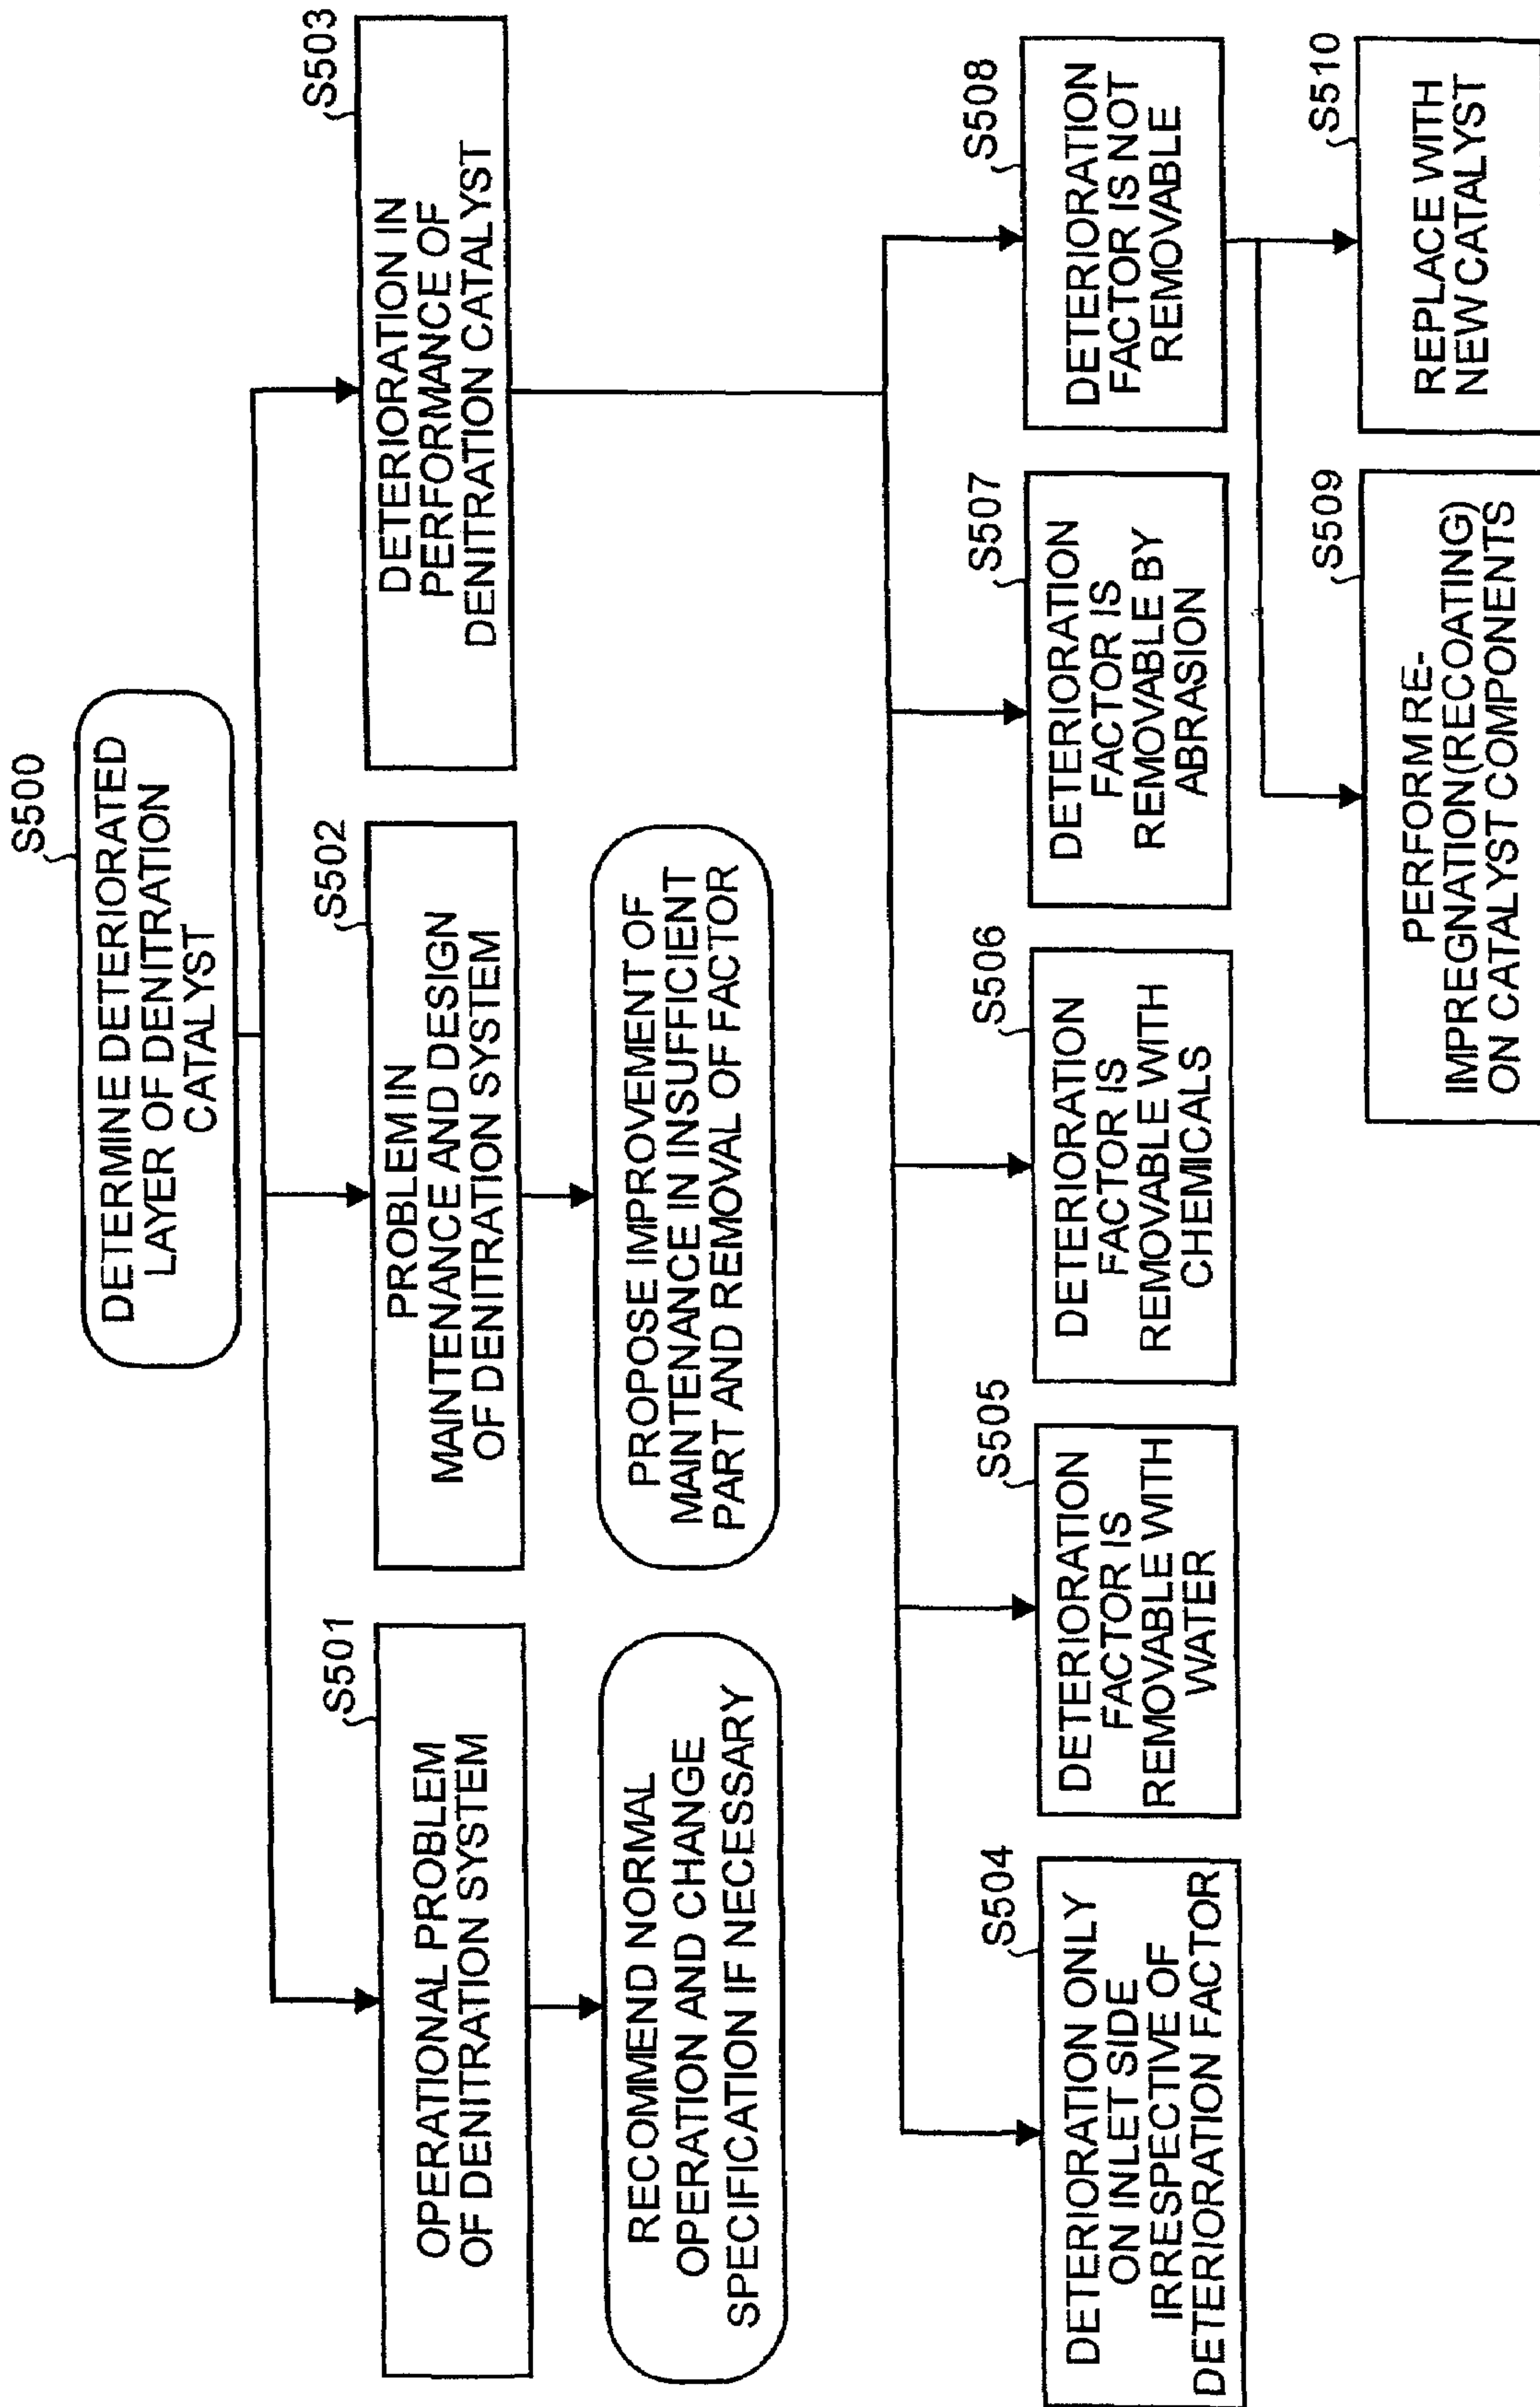 S500
DETERMINE DETERIORATED
LAYER OF DENITRATION
CATALYST
S501
OPERATIONAL PROBLEM
OF DENITRATION SYSTEM
S502
PROBLEM IN
MAINTENANCE AND DESIGN
OF DENITRATION SYSTEM
S503
DETERIORATION IN
PERFORMANCE OF
DENITRATION CATALYST
RECOMMEND NORMAL
OPERATION AND CHANGE
SPECIFICATION IF NECESSARY
PROPOSE IMPROVEMENT OF
MAINTENANCE IN INSUFFICIENT
PART AND REMOVAL OF FACTOR
S504
DETERIORATION ONLY
ON INLET SIDE
IRRESPECTIVE OF
DETERIORATION FACTOR
S505
DETERIORATION
FACTOR IS
REMOVABLE WITH
WATER
S506
DETERIORATION
FACTOR IS
REMOVABLE WITH
CHEMICALS
S507
DETERIORATION
FACTOR IS
REMOVABLE BY
ABRASION
S508
DETERIORATION
FACTOR IS NOT
REMOVABLE
S509
PERFORM RE-
IMPREGNATION(RECOATING)
ON CATALYST COMPONENTS
S510
REPLACE WITH
NEW CATALYST